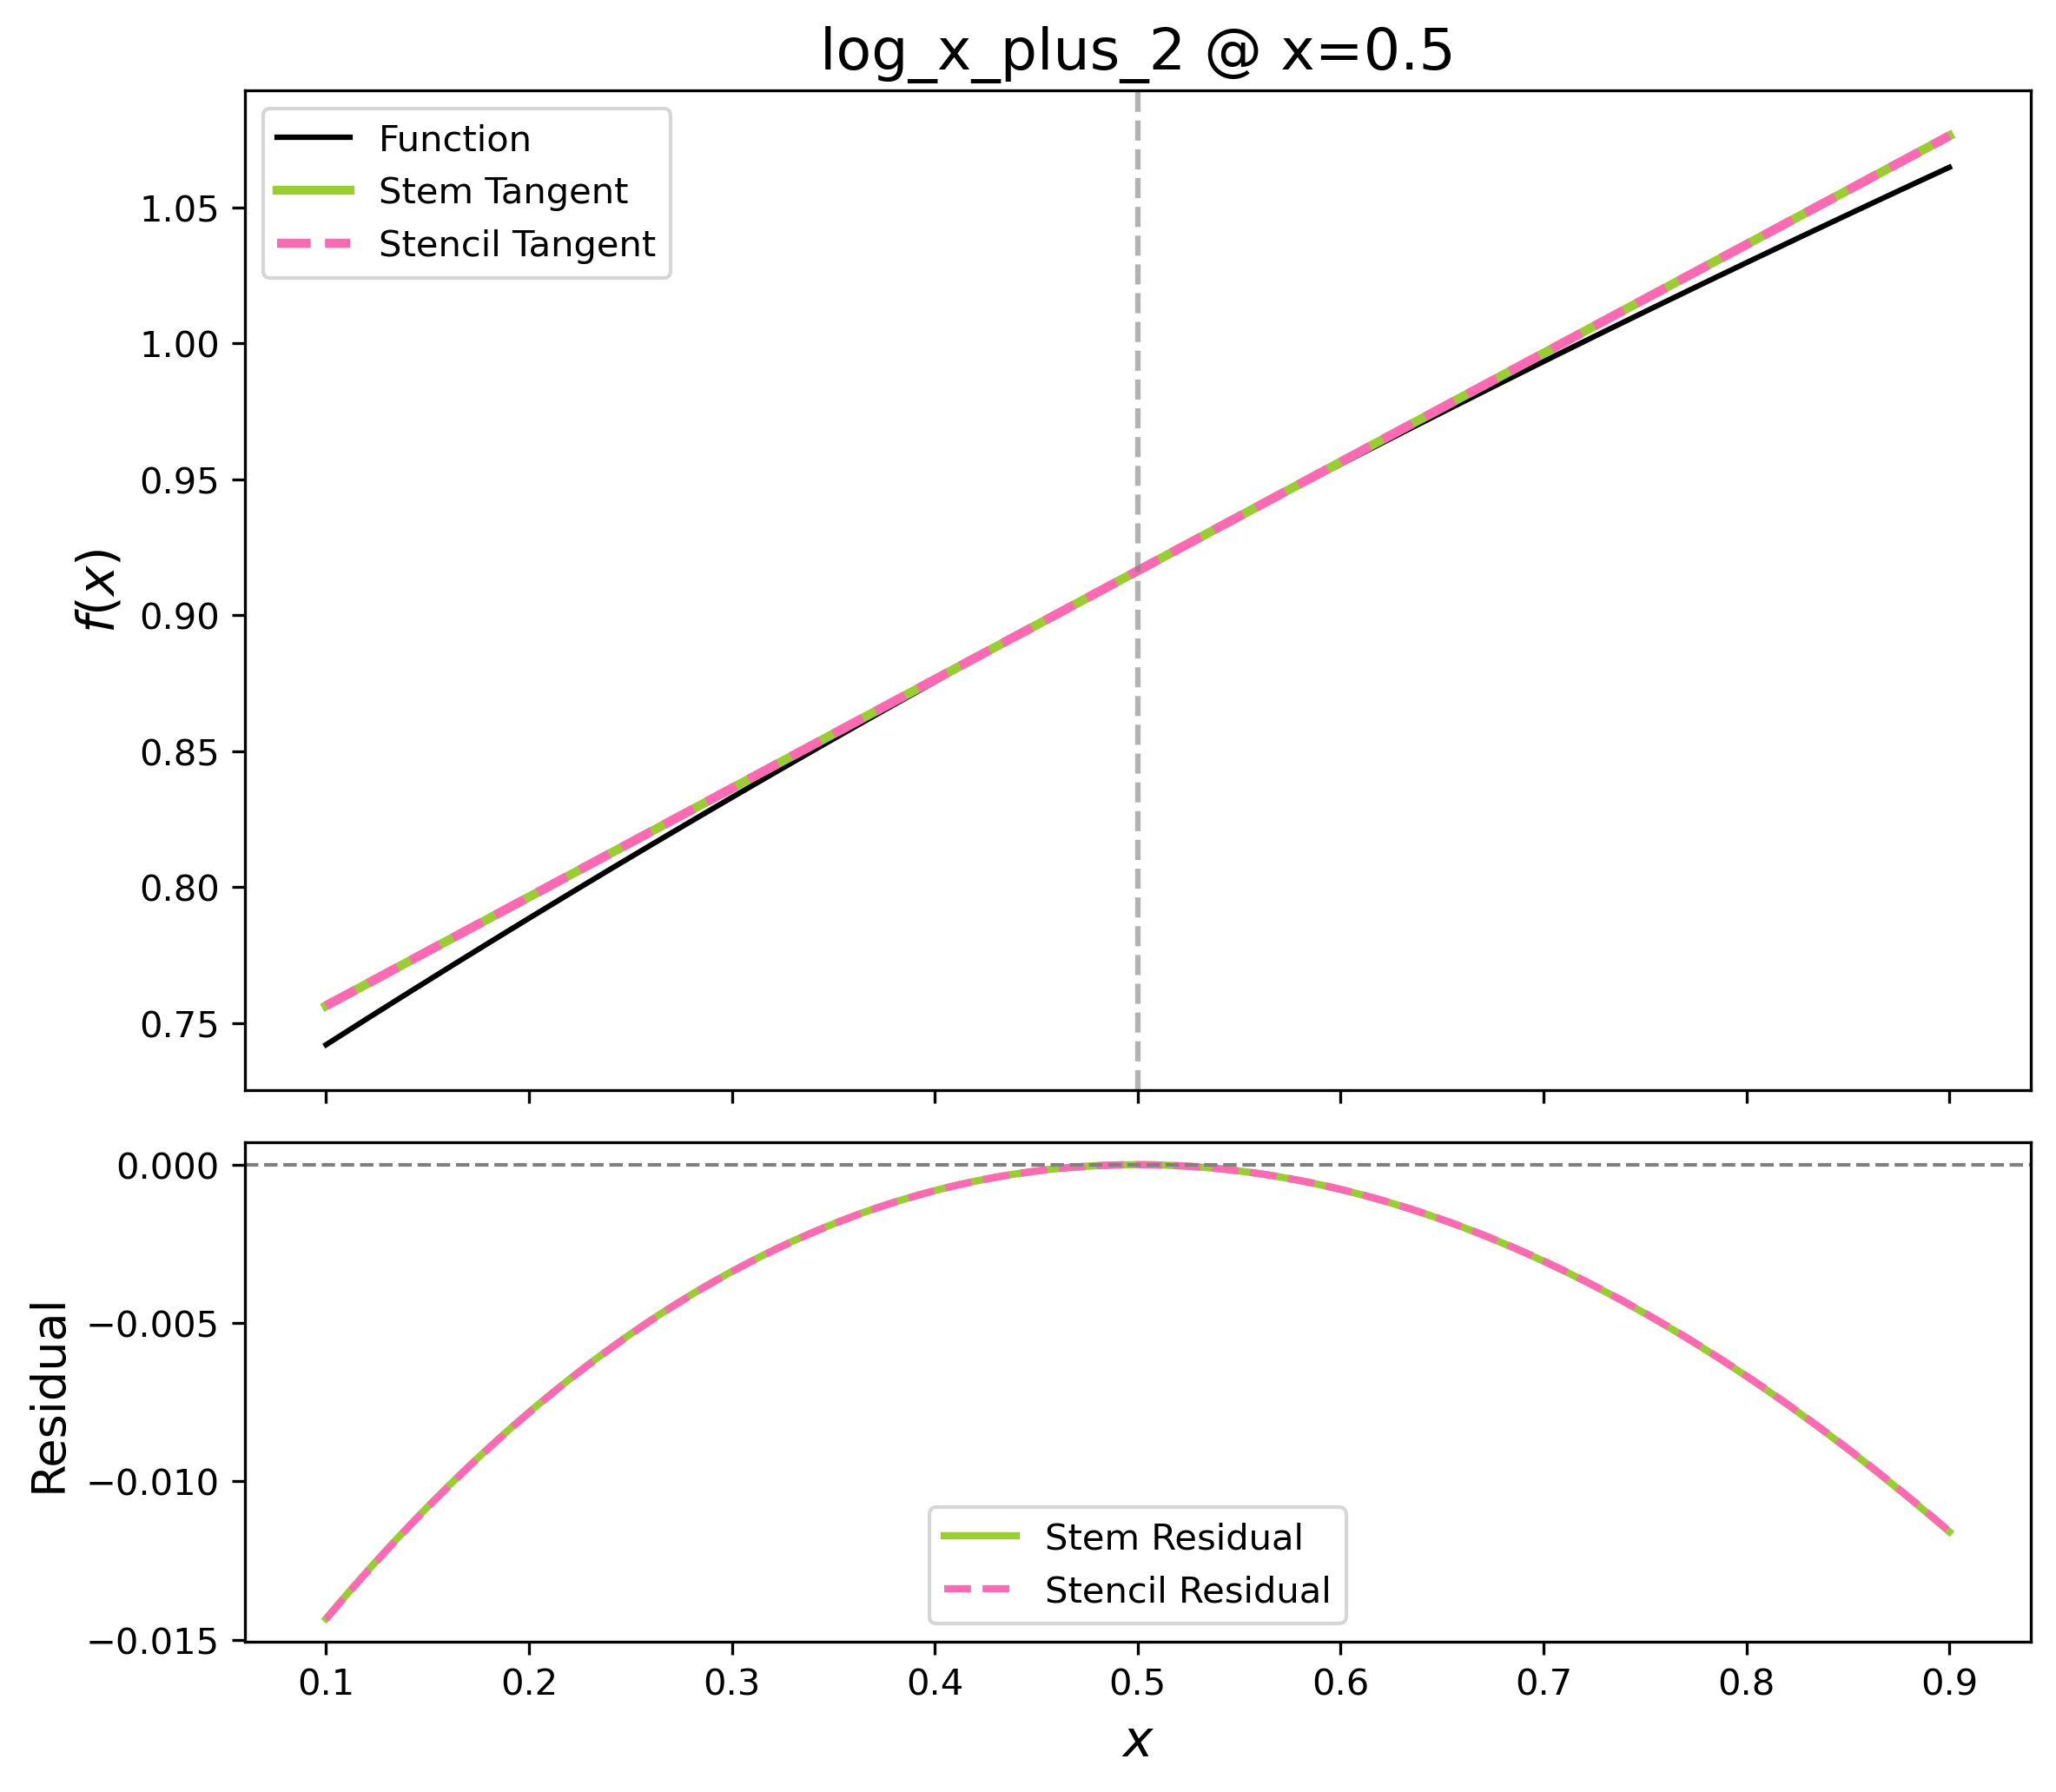 log_x_plus_2 @ x=0.5
Function
Stem Tangent
Stencil Tangent
1.05
1.00
0.95
0.90
0.85
0.80
0.75
f(x)
0.000
−0.005
−0.010
−0.015
Residual
Stem Residual
Stencil Residual
0.1 0.2 0.3 0.4 0.5 0.6 0.7 0.8 0.9
x